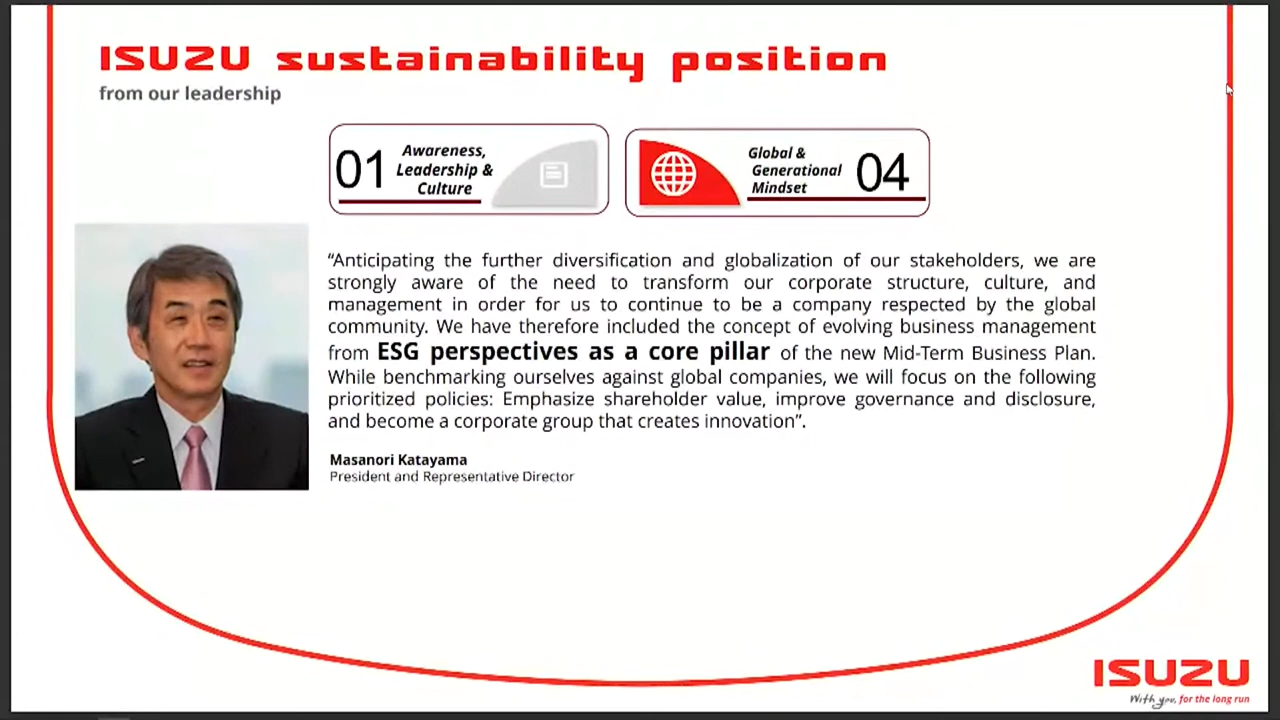 ISUZU sustainability position
from our leadership
01
Awareness,
Leadership &
Culture
Global &
Generational
Mindset
04
“Anticipating the further diversification and globalization of our stakeholders, we are
strongly aware of the need to transform our corporate structure, culture, and
management in order for us to continue to be a company respected by the global
community. We have therefore included the concept of evolving business management
from ESG perspectives as a core pillar of the new Mid-Term Business Plan.
While benchmarking ourselves against global companies, we will focus on the following
prioritized policies: Emphasize shareholder value, improve governance and disclosure,
and become a corporate group that creates innovation”.
Masanori Katayama
President and Representative Director
ISUZU
With you, for the long run